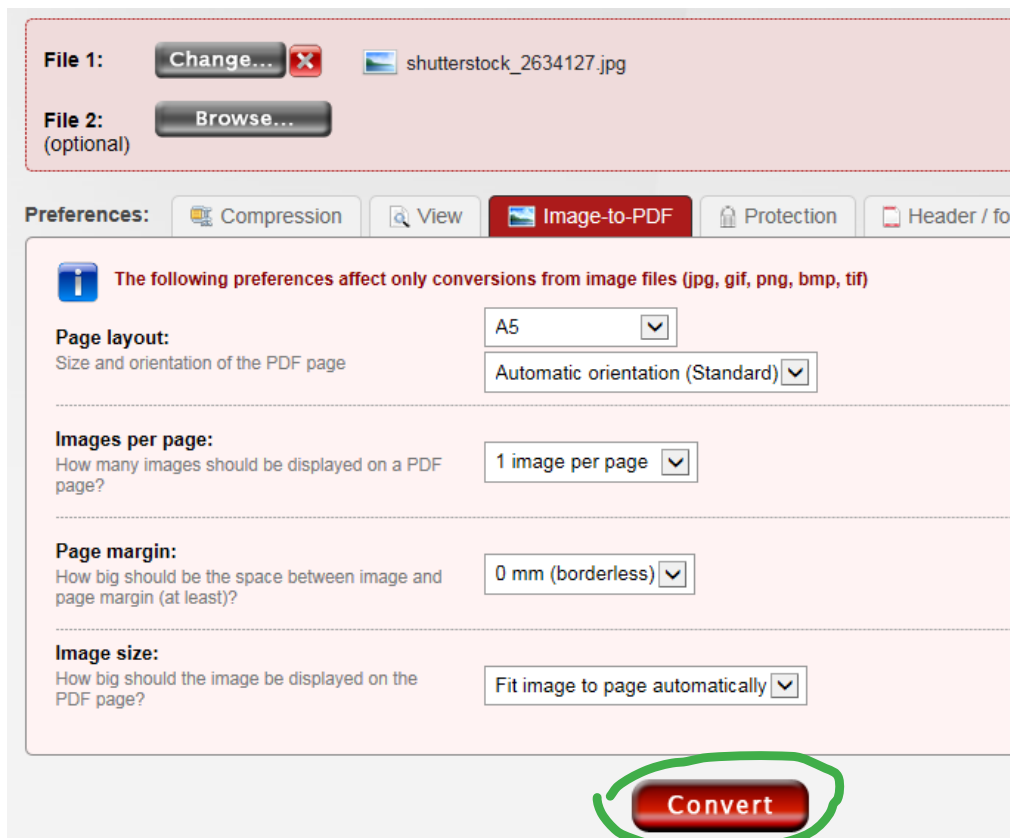 File 1: Change... shutterstock_2634127.jpg
File 2: Browse...
(optional)
Preferences: Compression View Image-to-PDF Protection Header / fo
The following preferences affect only conversions from image files (jpg, gif, png, bmp, tif)
Page layout:
Size and orientation of the PDF page
A5
Automatic orientation (Standard)
Images per page:
How many images should be displayed on a PDF
page?
1 image per page
Page margin:
How big should be the space between image and
page margin (at least)?
0 mm (borderless)
Image size:
How big should the image be displayed on the
PDF page?
Fit image to page automatically
Convert